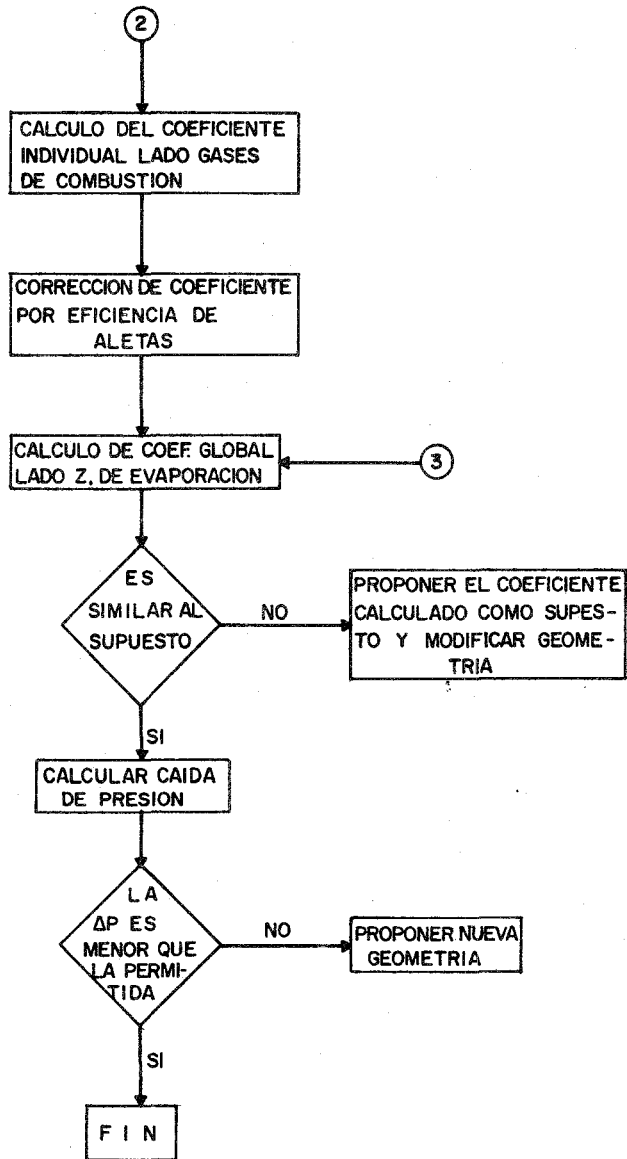 2
CALCULO DEL COEFICIENTE
INDIVIDUAL LADO GASES
DE COMBUSTION
CORRECCION DE COEFICIENTE
POR EFICIENCIA DE
ALETAS
CALCULO DE COEF. GLOBAL
LADO Z. DE EVAPORACION
3
ES
SIMILAR AL
SUPUESTO
NO
PROPONER EL COEFICIENTE
CALCULADO COMO SUPES-
TO Y MODIFICAR GEOME-
TRIA
SI
CALCULAR CAIDA
DE PRESION
LA
ΔP ES
MENOR QUE
LA PERMI-
TIDA
NO
PROPONER NUEVA
GEOMETRIA
SI
FIN